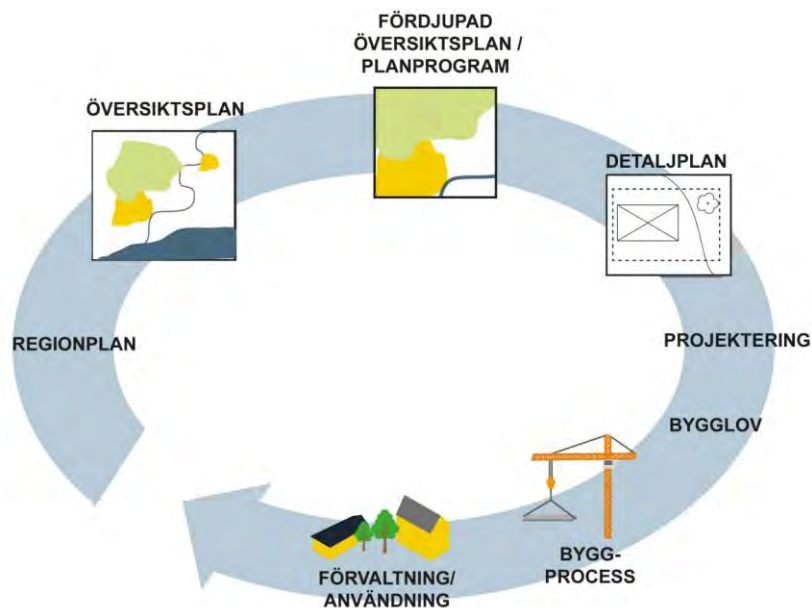 FÖRDJUPAD
ÖVERSIKTSPLAN /
PLANPROGRAM
ÖVERSIKTSPLAN
DETALJPLAN
REGIONPLAN
PROJEKTERING
BYGGLOV
BYGG-
PROCESS
FÖRVALTNING/
ANVÄNDNING